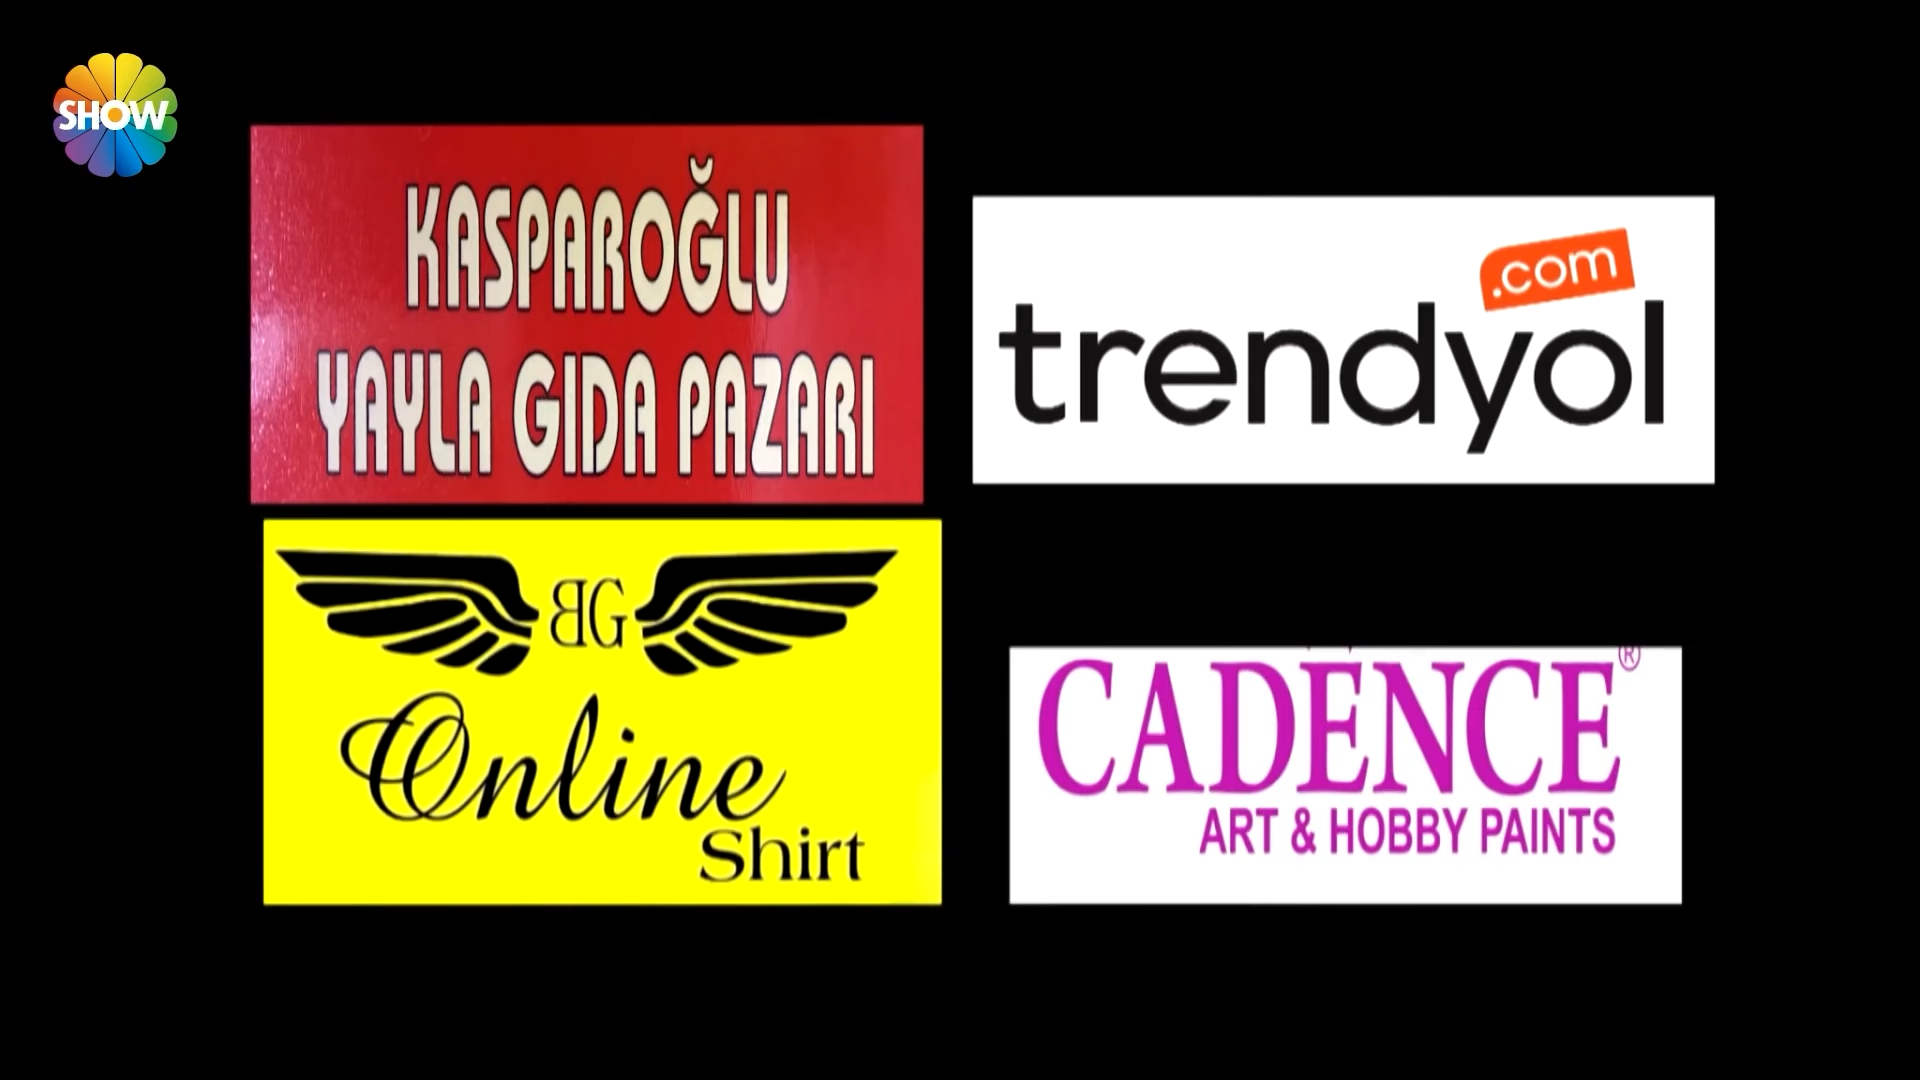 SHOW
KASPAROĞLU
YAYLA GIDA PAZARI
.com
trendyol
BG
Online
Shirt
CADENCE®
ART & HOBBY PAINTS